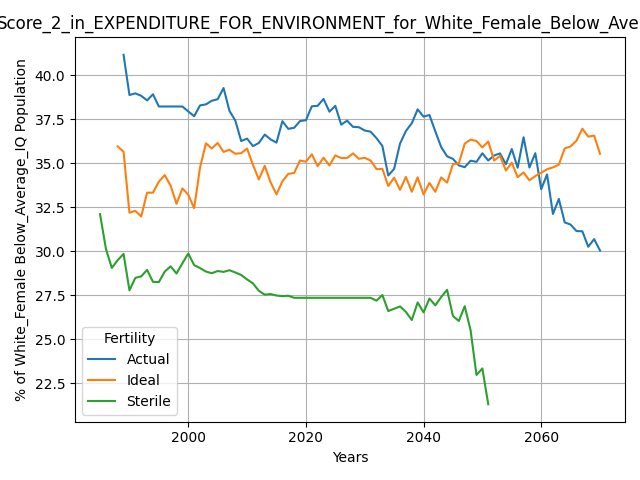 Score_2_in_EXPENDITURE_FOR_ENVIRONMENT_for_White_Female_Below_Ave
% of White_Female Below_Average_IQ Population
40.0
37.5
35.0
32.5
30.0
27.5
25.0
22.5
Fertility
Actual
Ideal
Sterile
2000
2020
2040
2060
Years